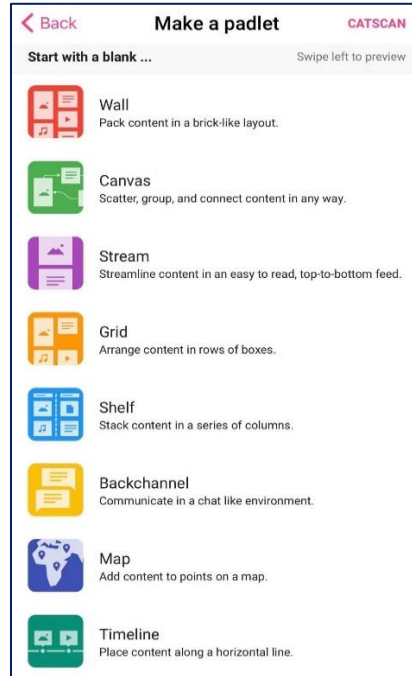 Back
Make a padlet
CATSCAN
Start with a blank ...
Swipe left to preview
Wall
Pack content in a brick-like layout.
Canvas
Scatter, group, and connect content in any way.
Stream
Streamline content in an easy to read, top-to-bottom feed.
Grid
Arrange content in rows of boxes.
Shelf
Stack content in a series of columns.
Backchannel
Communicate in a chat like environment.
Map
Add content to points on a map.
Timeline
Place content along a horizontal line.